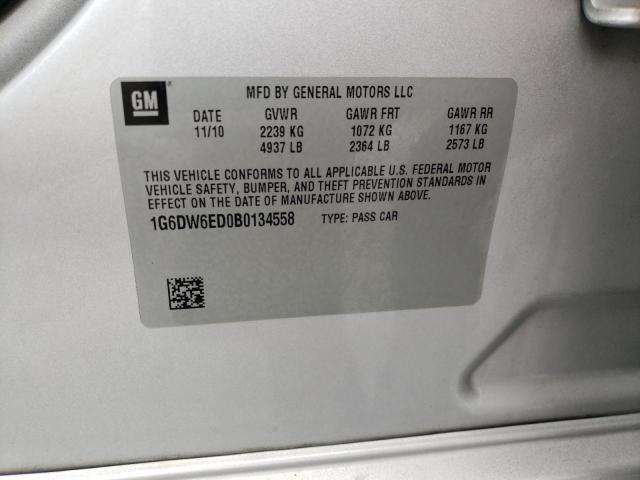 GM
MFD BY GENERAL MOTORS LLC
DATE GVWR GAWR FRT GAWR RR
11/10 2239 KG 1072 KG 1167 KG
4937 LB 2364 LB 2573 LB
THIS VEHICLE CONFORMS TO ALL APPLICABLE U.S. FEDERAL MOTOR
VEHICLE SAFETY, BUMPER, AND THEFT PREVENTION STANDARDS IN
EFFECT ON THE DATE OF MANUFACTURE SHOWN ABOVE.
1G6DW6ED0B0134558 TYPE: PASS CAR